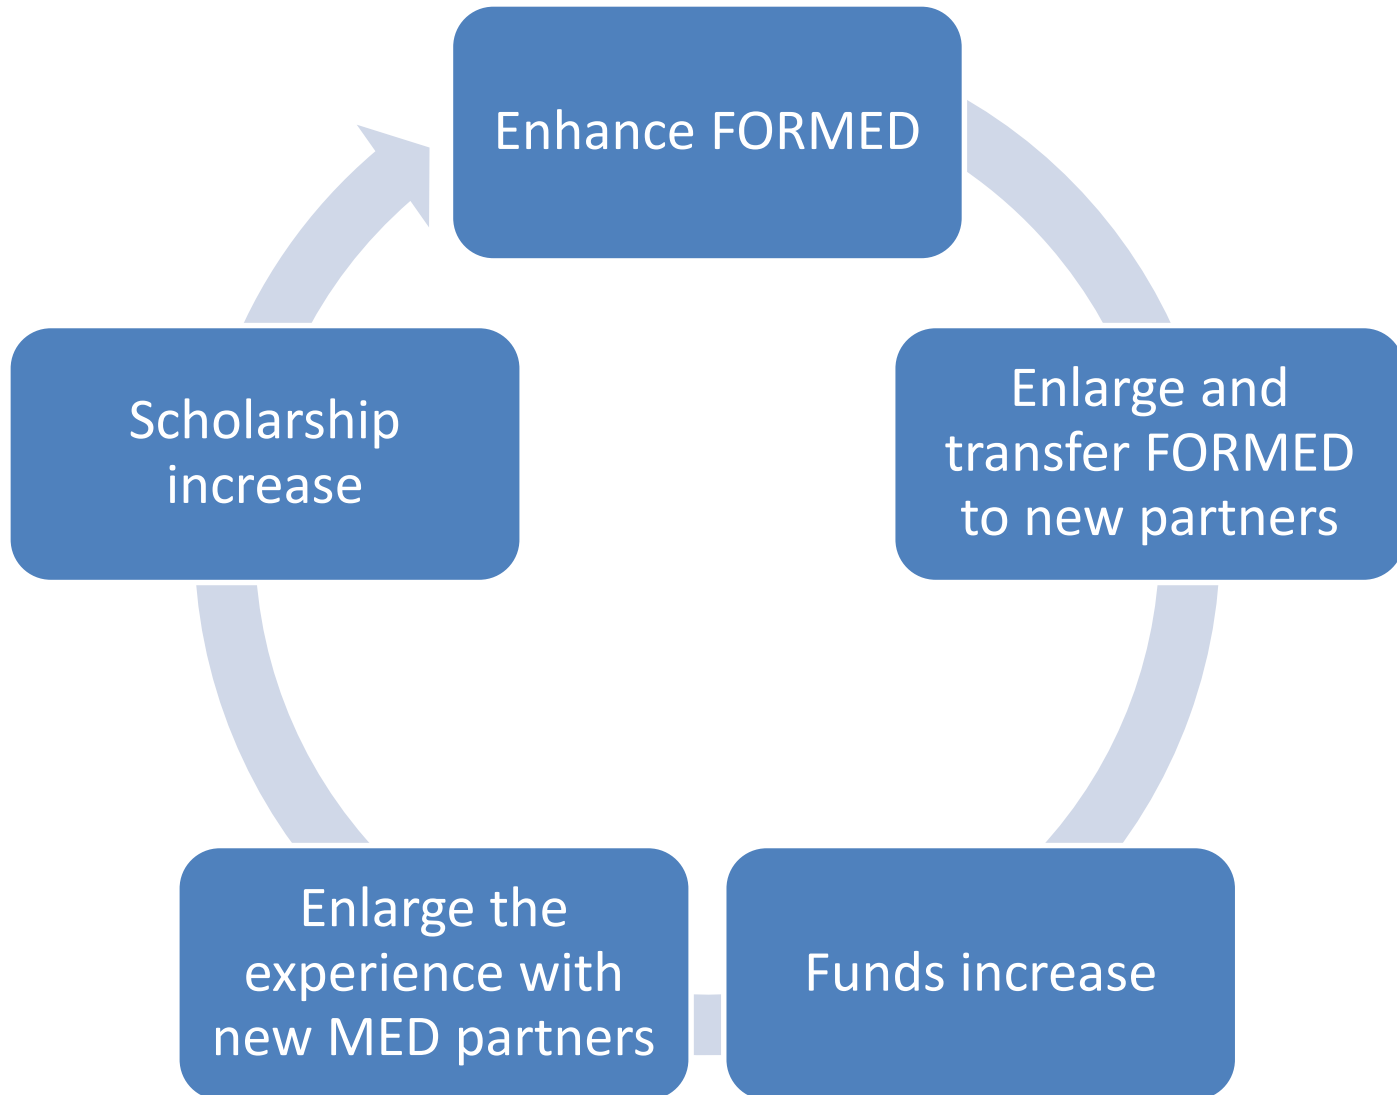 Enhance FORMED
Enlarge and
transfer FORMED
to new partners
Funds increase
Enlarge the
experience with
new MED partners
Scholarship
increase